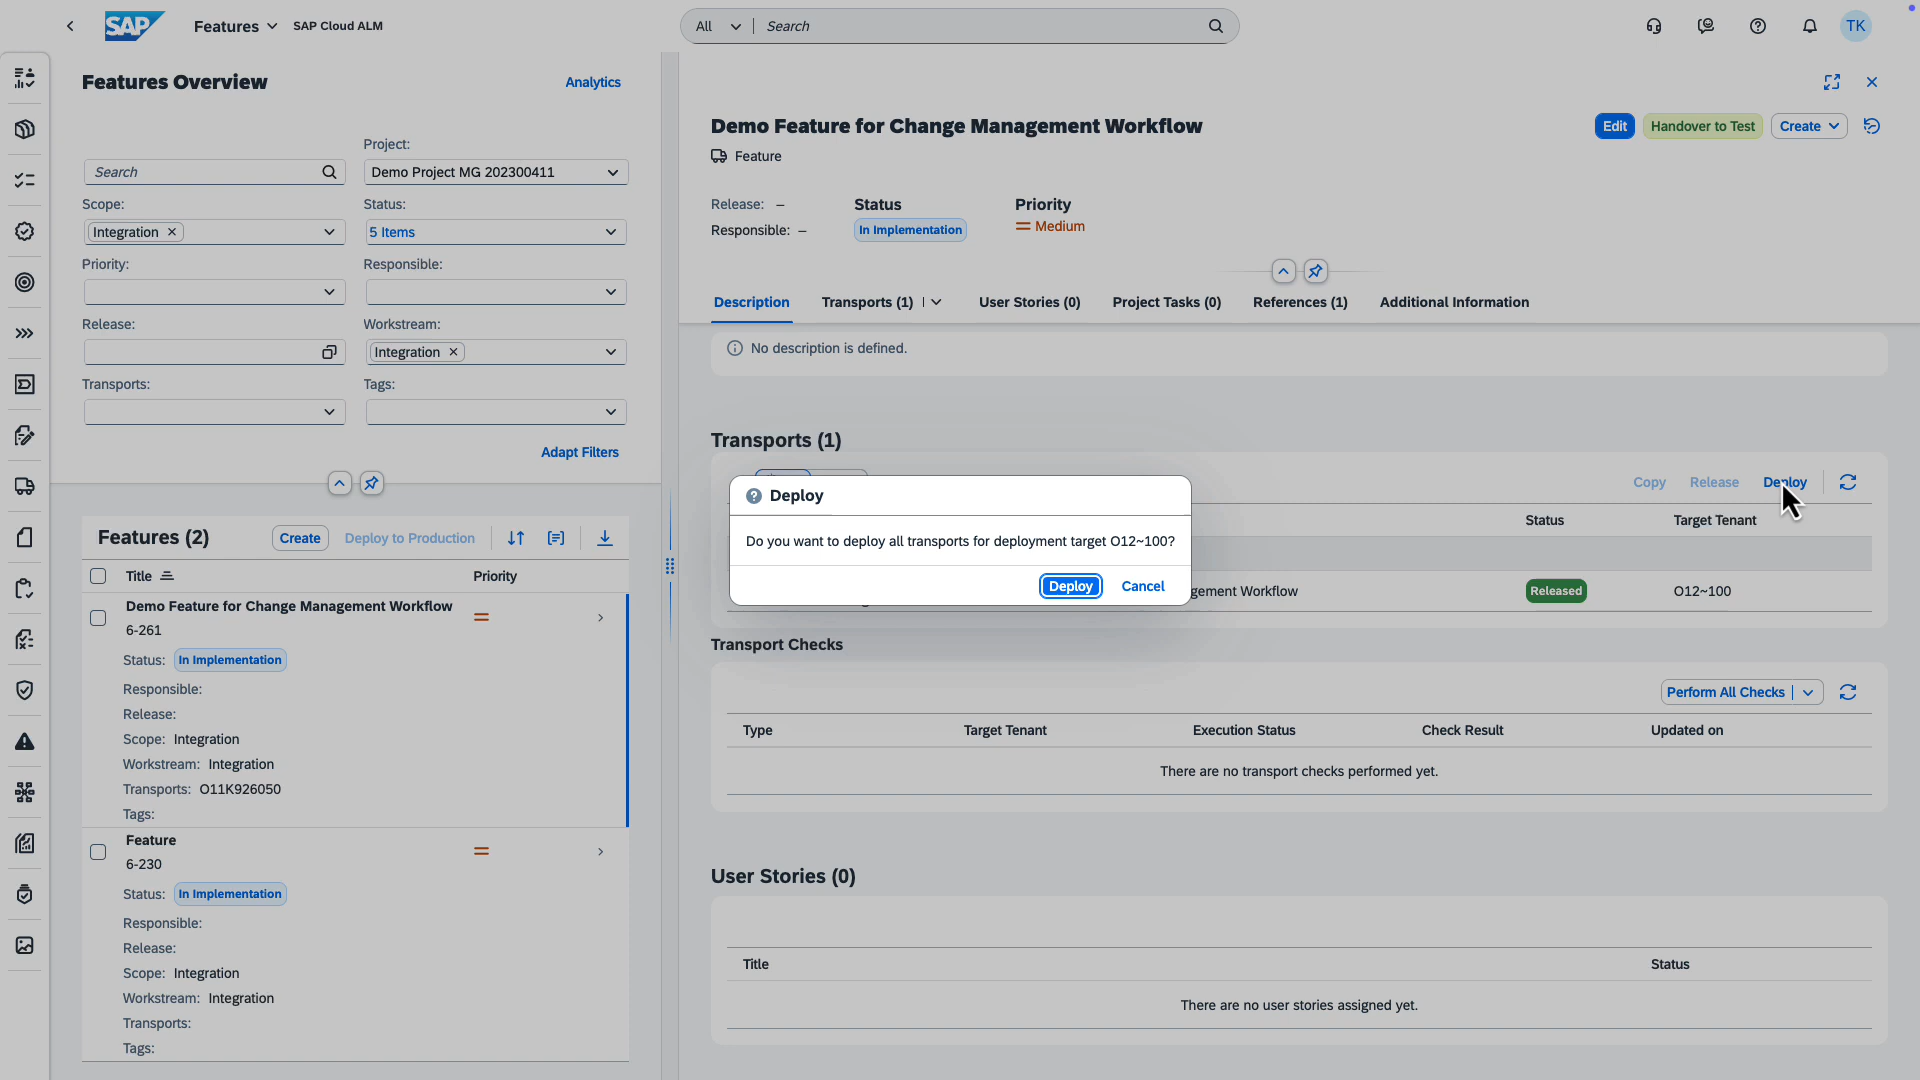 SAP
Features
SAP Cloud ALM
All
Search
TK
Features Overview
Analytics
Project:
Search
Demo Project MG 202300411
Scope:
Status:
Integration
5 Items
Priority:
Responsible:
Release:
Workstream:
Integration
Transports:
Tags:
Adapt Filters
Features (2)
Create
Deploy to Production
Title
Priority
Demo Feature for Change Management Workflow
6-261
Status: In Implementation
Responsible:
Release:
Scope: Integration
Workstream: Integration
Transports: O11K926050
Tags:
Feature
6-230
Status: In Implementation
Responsible:
Release:
Scope: Integration
Workstream: Integration
Transports:
Tags:
Demo Feature for Change Management Workflow
Edit
Handover to Test
Create
Feature
Release: –
Status
Priority
Responsible: –
In Implementation
Medium
Description
Transports (1)
User Stories (0)
Project Tasks (0)
References (1)
Additional Information
No description is defined.
Transports (1)
Copy
Release
Deploy
Status
Target Tenant
gement Workflow
Released
O12~100
Deploy
Do you want to deploy all transports for deployment target O12~100?
Deploy
Cancel
Transport Checks
Perform All Checks
Type
Target Tenant
Execution Status
Check Result
Updated on
There are no transport checks performed yet.
User Stories (0)
Title
Status
There are no user stories assigned yet.